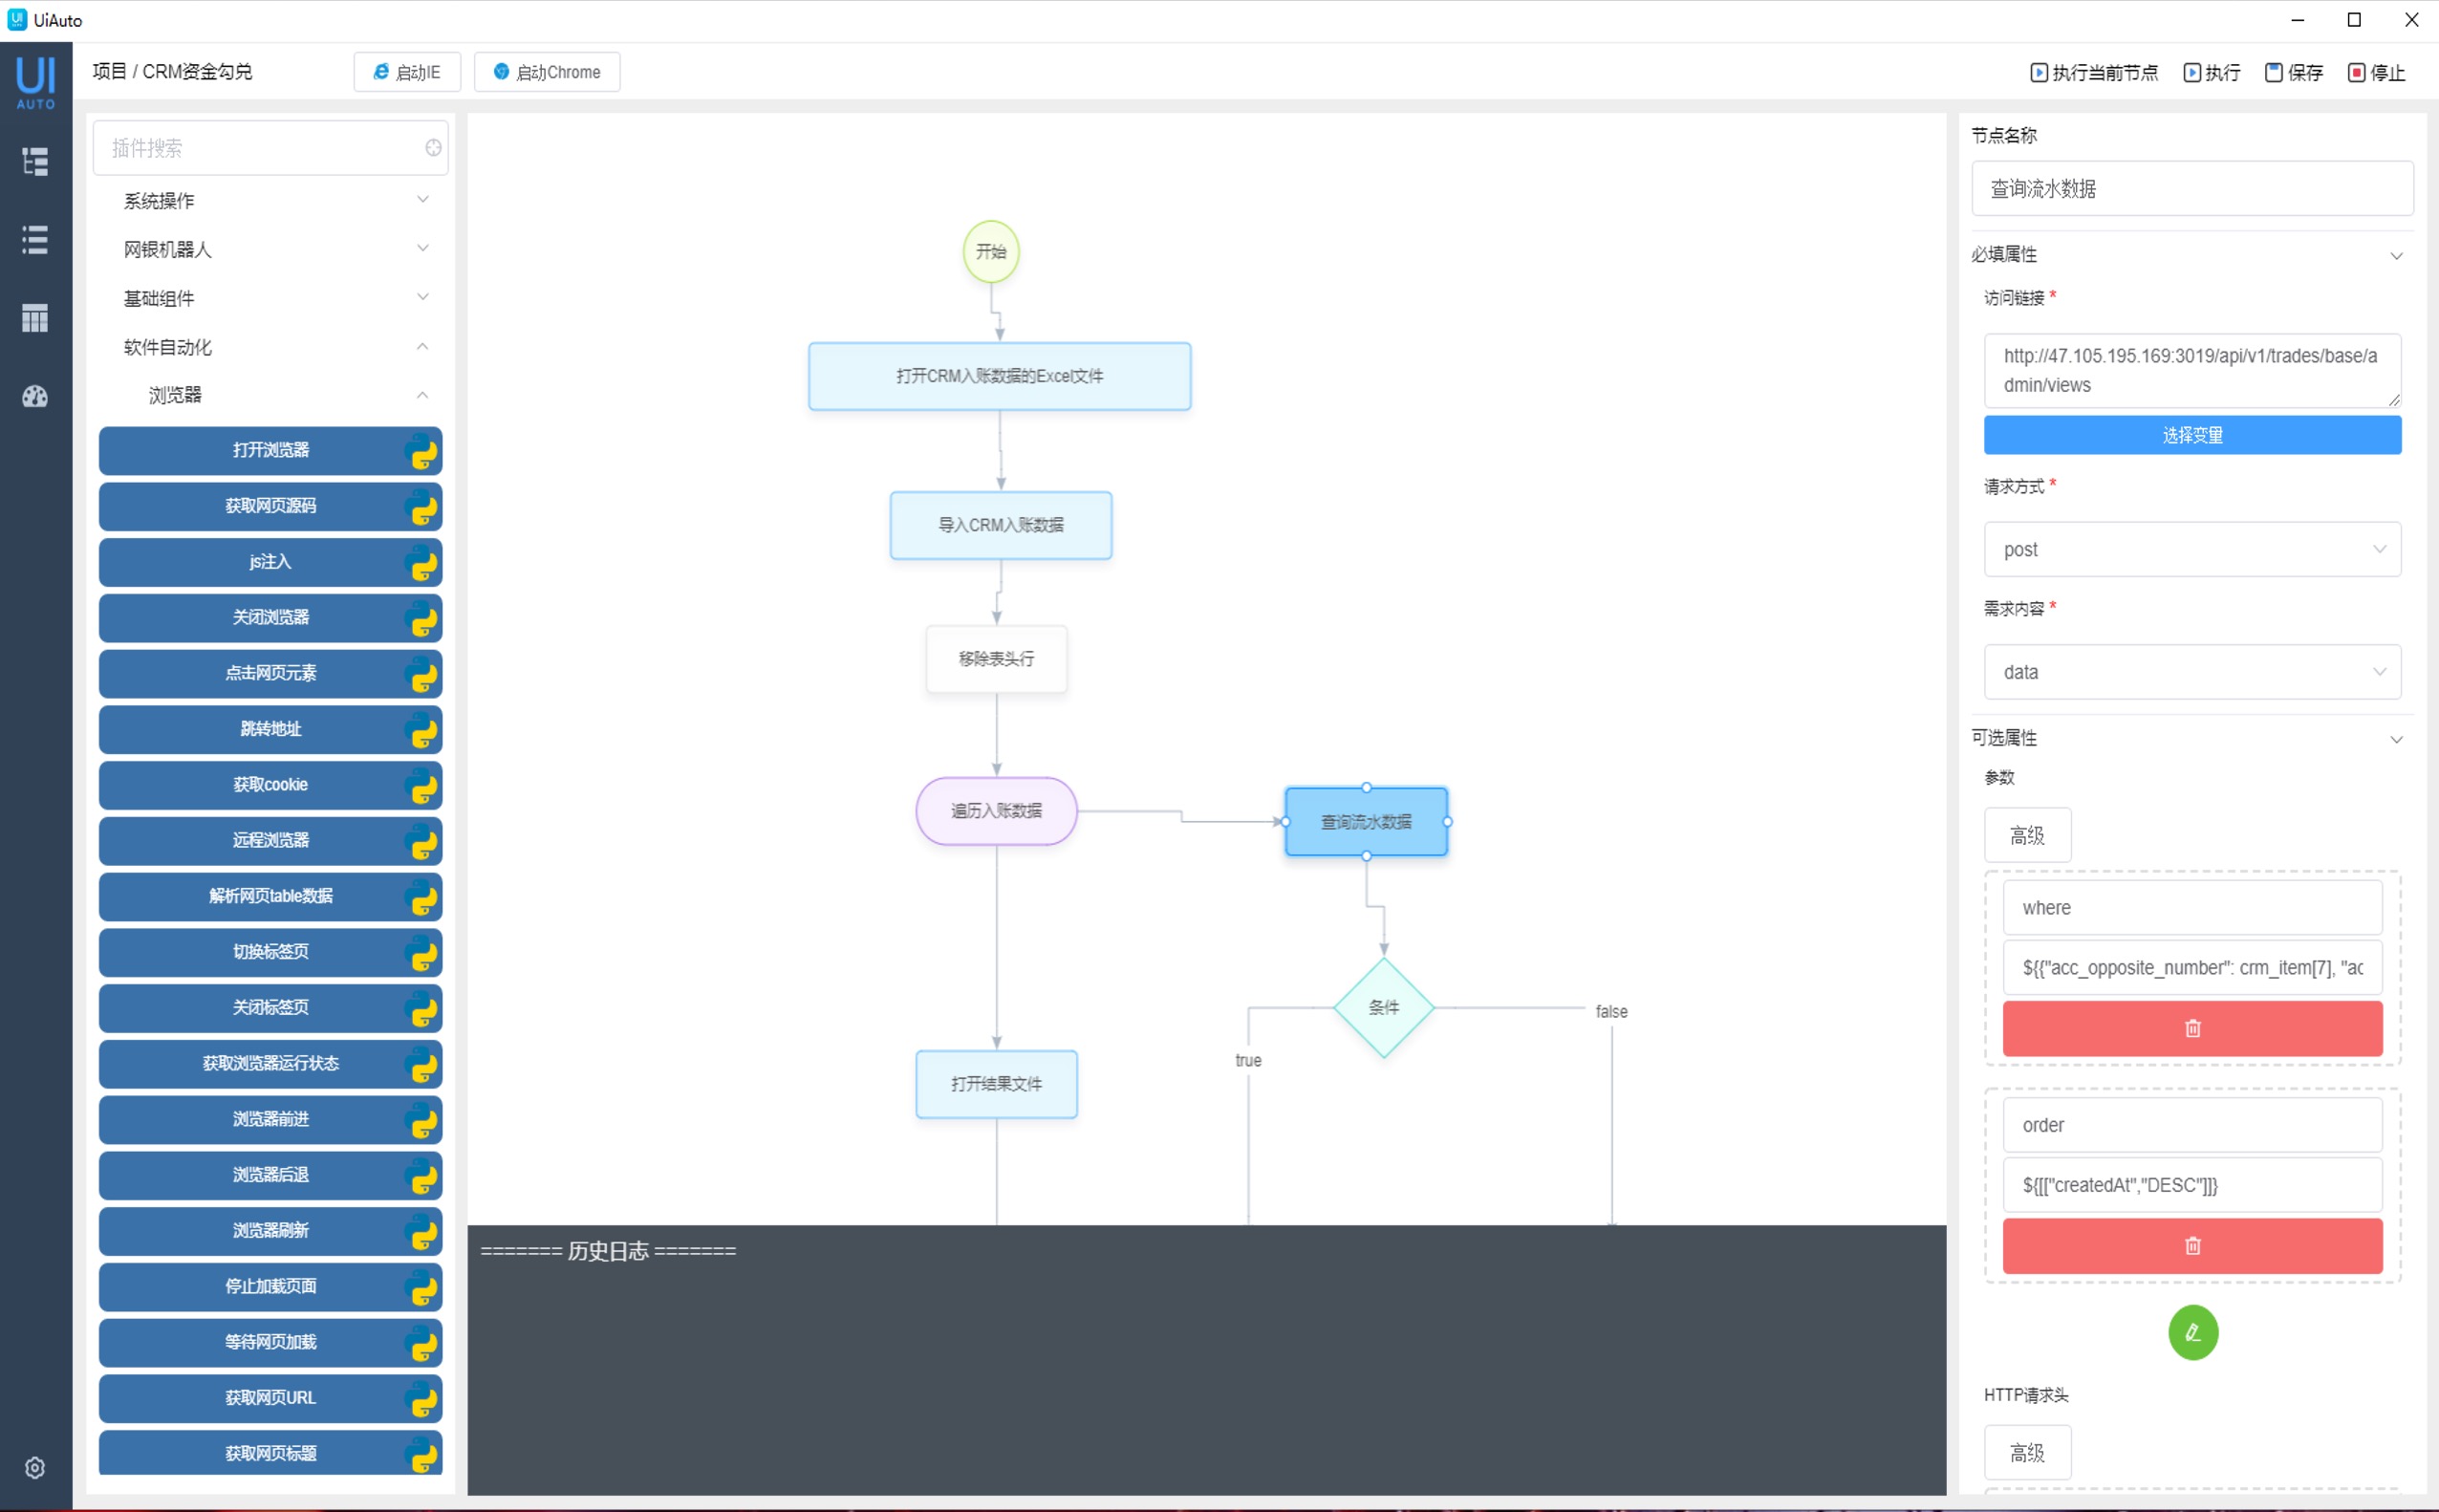 UiAuto
UI
AUTO
项目 / CRM资金勾兑
启动IE
启动Chrome
执行当前节点
执行
保存
停止
插件搜索
系统操作
网银机器人
基础组件
软件自动化
浏览器
打开浏览器
获取网页源码
js注入
关闭浏览器
点击网页元素
跳转地址
获取cookie
远程浏览器
解析网页table数据
切换标签页
关闭标签页
获取浏览器运行状态
浏览器前进
浏览器后退
浏览器刷新
停止加载页面
等待网页加载
获取网页URL
获取网页标题
开始
打开CRM入账数据的Excel文件
导入CRM入账数据
移除表头行
遍历入账数据
查询流水数据
条件
false
true
打开结果文件
======= 历史日志 =======
节点名称
查询流水数据
必填属性
访问链接 *
http://47.105.195.169:3019/api/v1/trades/base/a
dmin/views
选择变量
请求方式 *
post
需求内容 *
data
可选属性
参数
高级
where
${{"acc_opposite_number": crm_item[7], "ac
order
${[["createdAt","DESC"]]}
HTTP请求头
高级